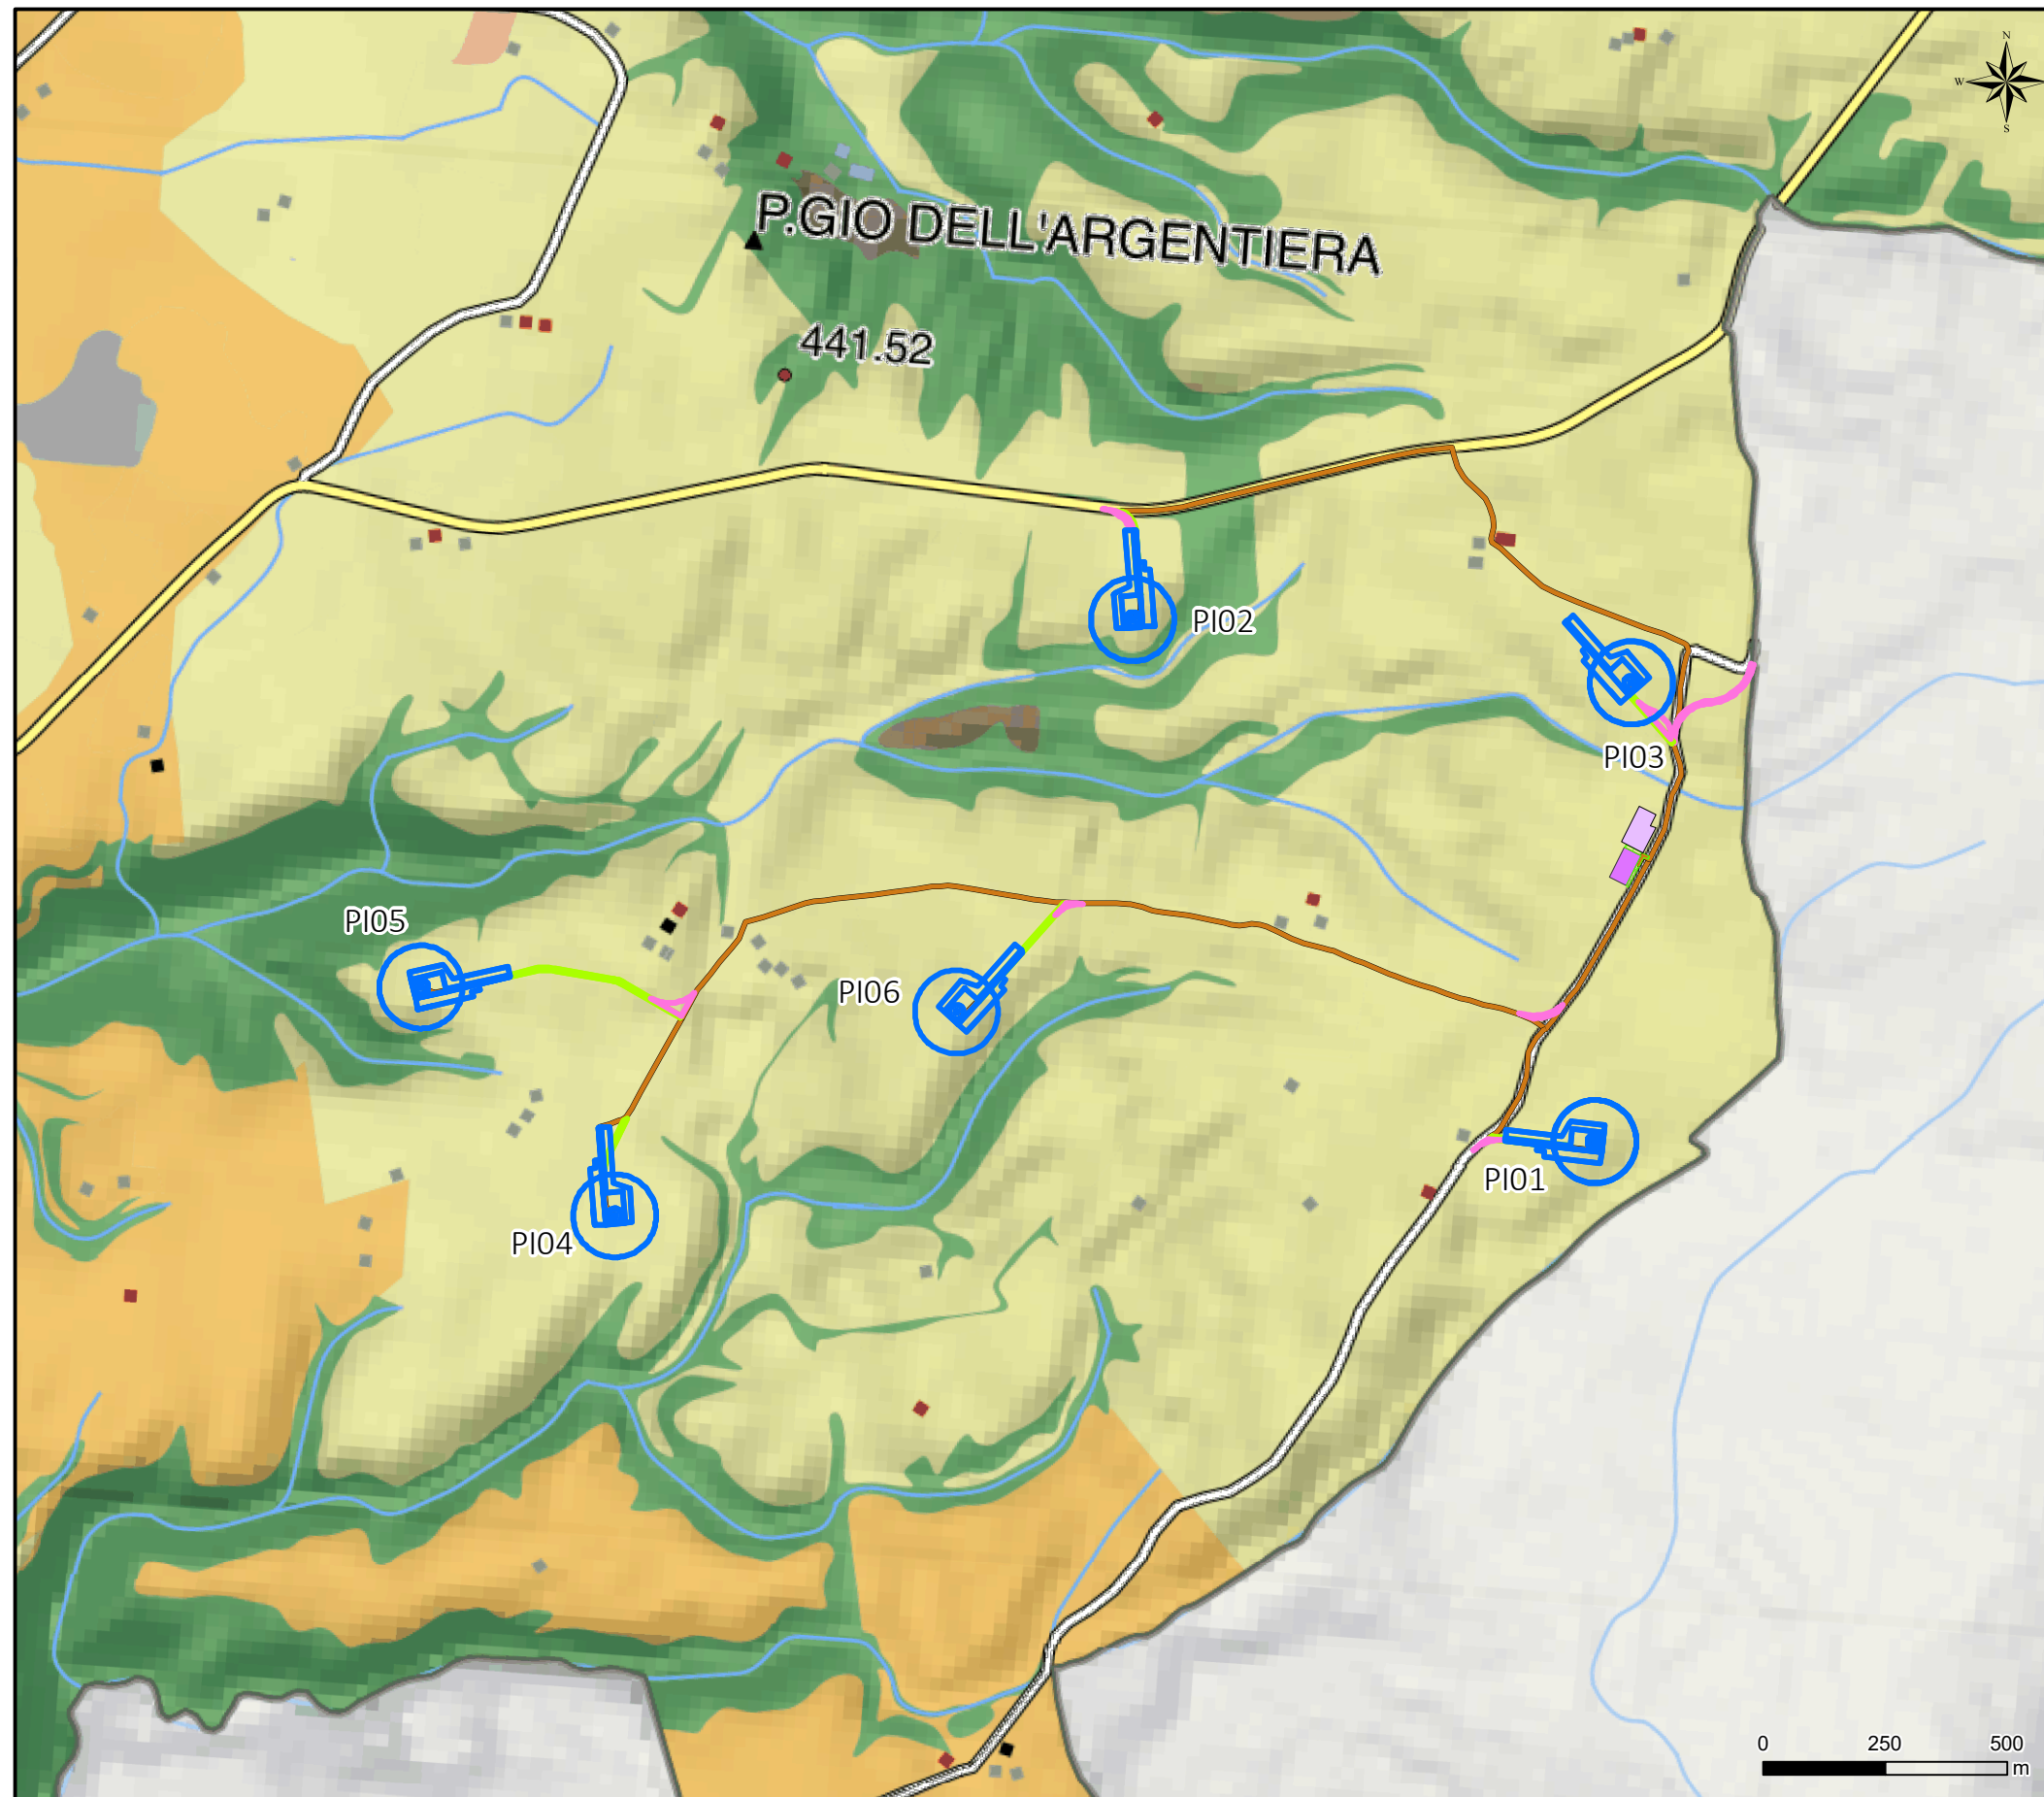 N
W
S
P.GIO DELL'ARGENTIERA
441.52
PI02
PI03
PI05
PI06
PI01
PI04
0 250 500
m